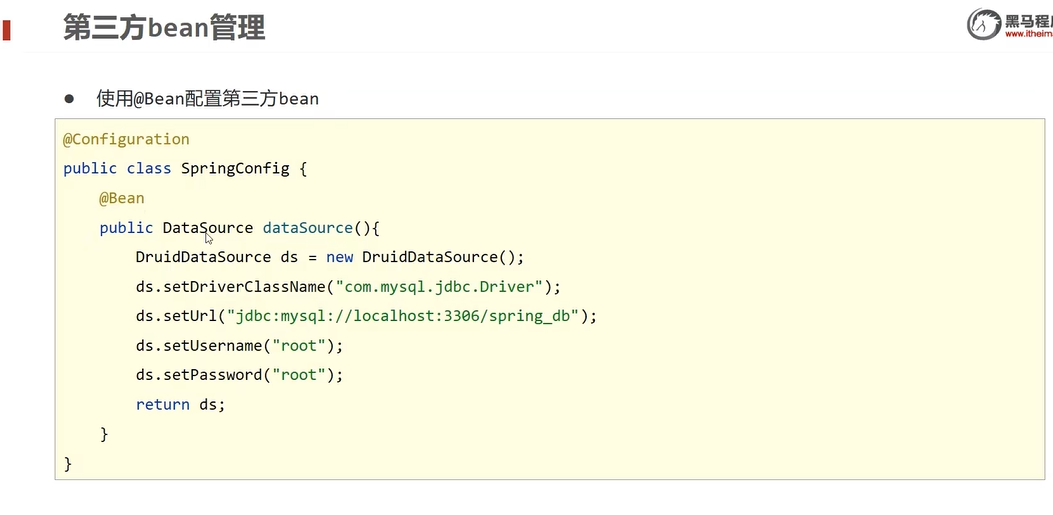 第三方bean管理
黑马程序
www.itheim
● 使用@Bean配置第三方bean
@Configuration
public class SpringConfig {
    @Bean
    public DataSource dataSource(){
        DruidDataSource ds = new DruidDataSource();
        ds.setDriverClassName("com.mysql.jdbc.Driver");
        ds.setUrl("jdbc:mysql://localhost:3306/spring_db");
        ds.setUsername("root");
        ds.setPassword("root");
        return ds;
    }
}